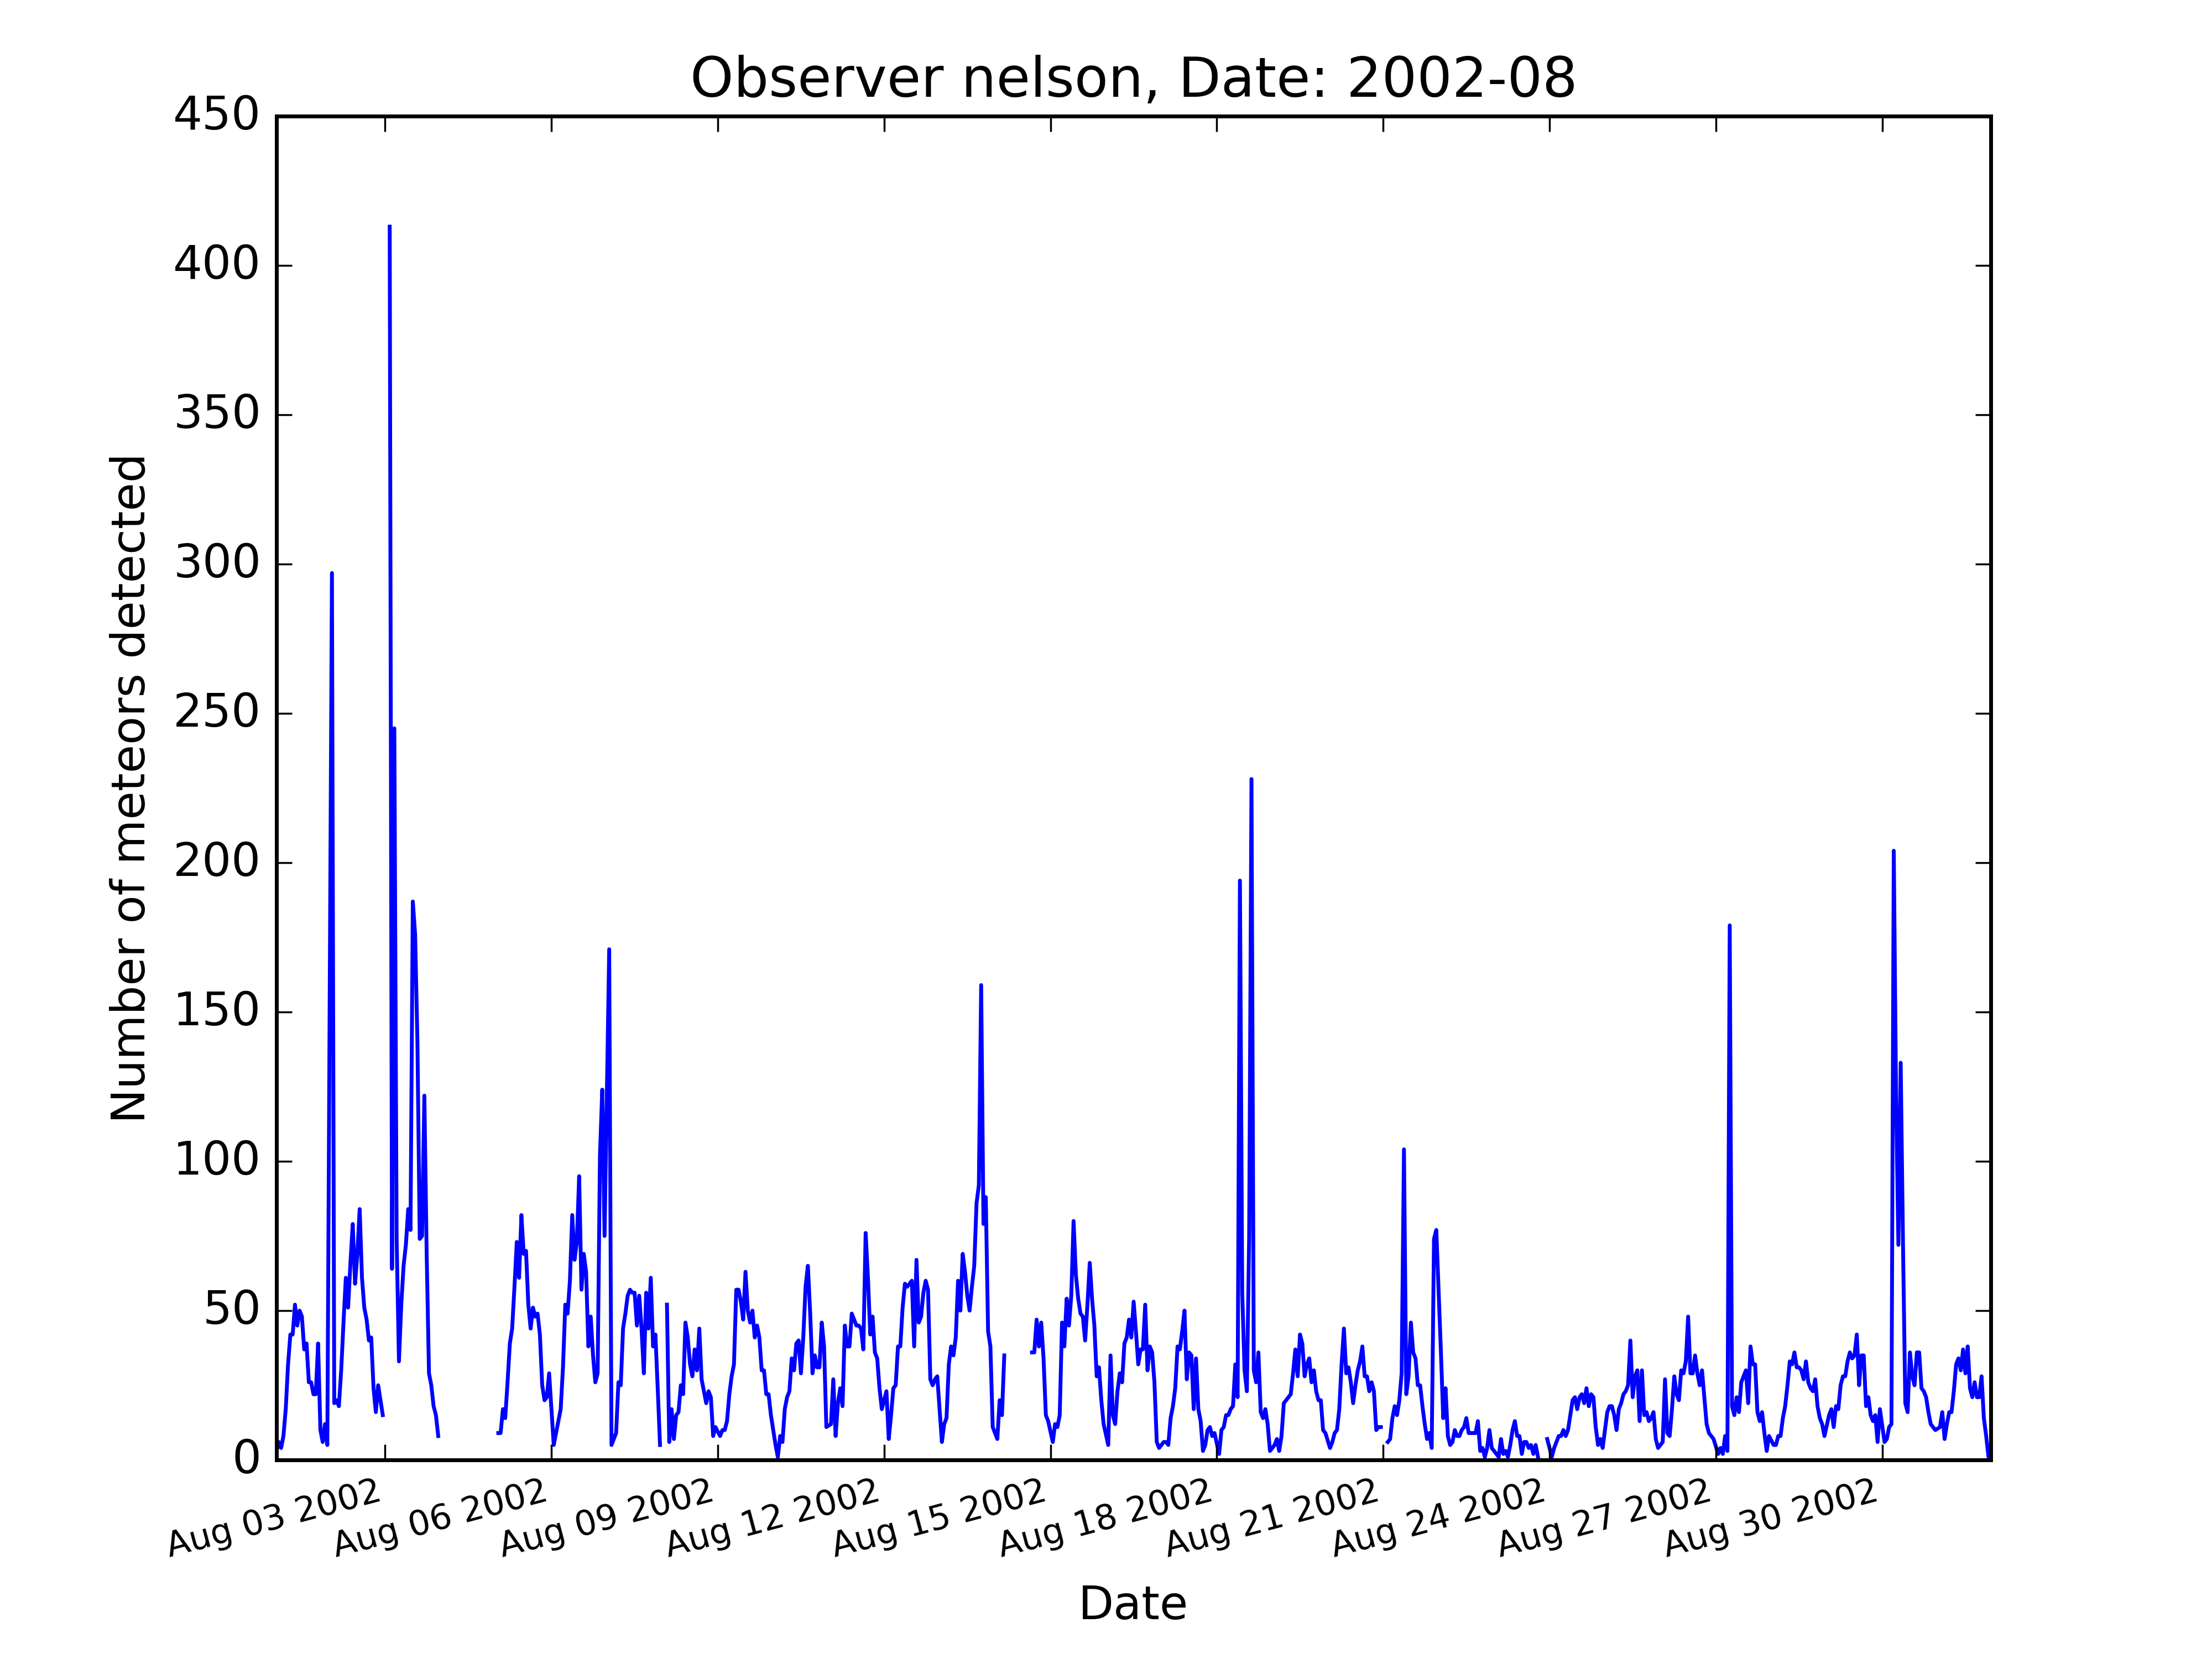 Observer nelson, Date: 2002-08
450
400
350
300
250
200
150
100
50
0
Number of meteors detected
Aug 03 2002
Aug 06 2002
Aug 09 2002
Aug 12 2002
Aug 15 2002
Aug 18 2002
Aug 21 2002
Aug 24 2002
Aug 27 2002
Aug 30 2002
Date